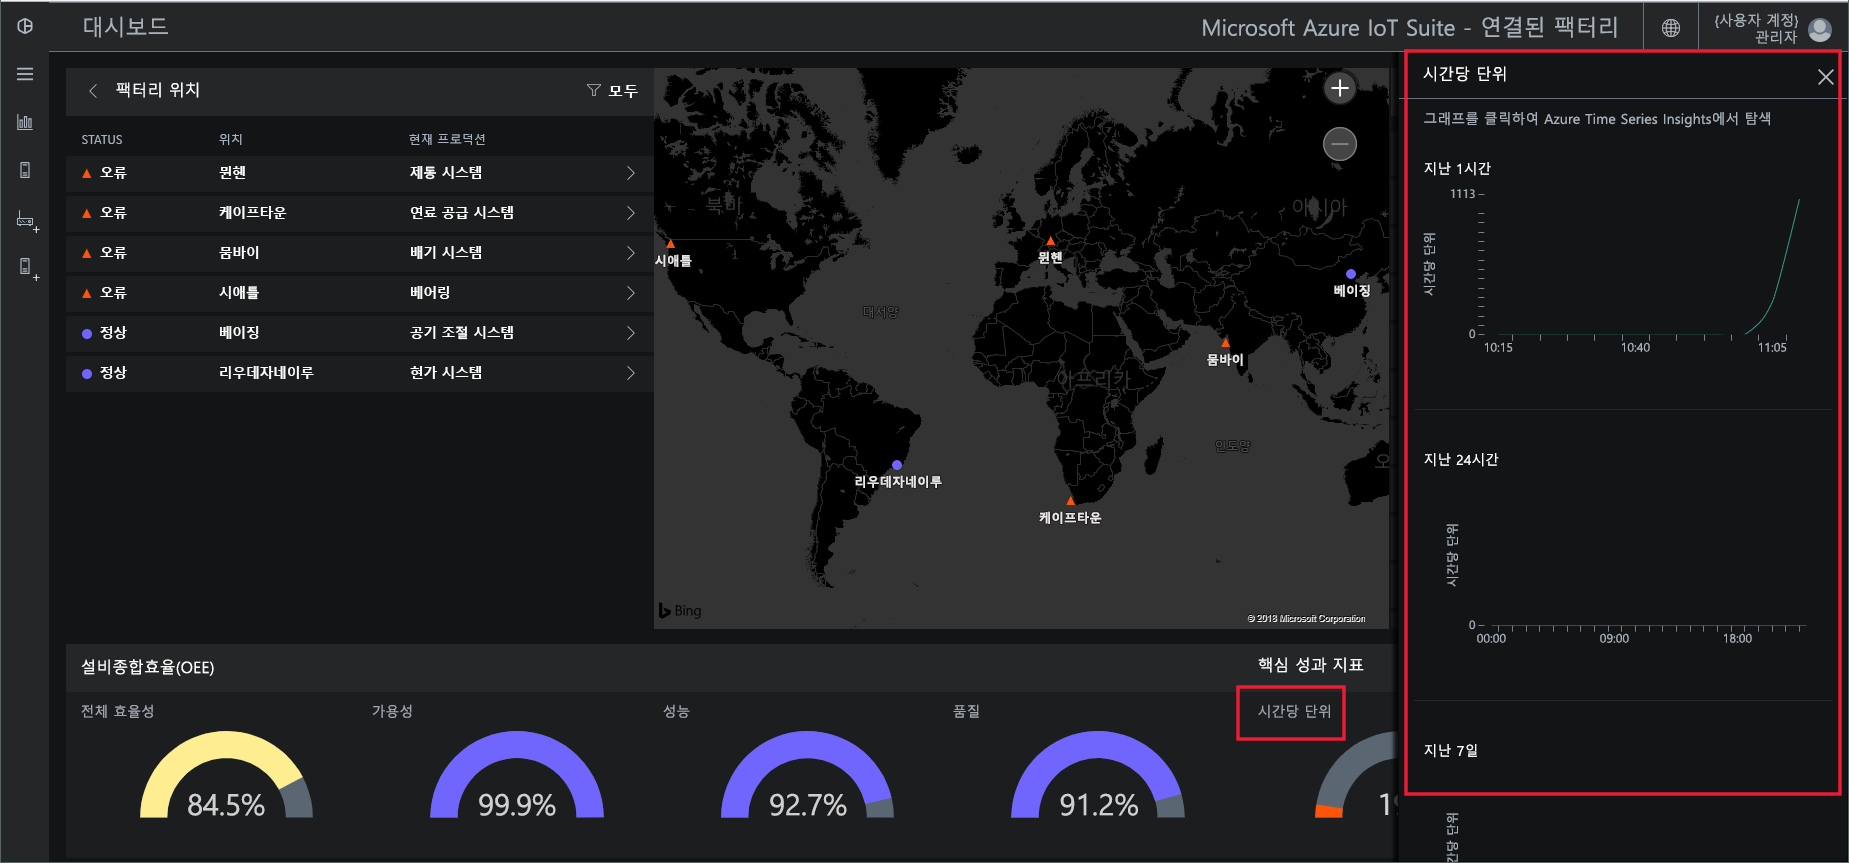 대시보드
Microsoft Azure IoT Suite - 연결된 팩터리
{사용자 계정}
관리자
팩터리 위치
모두
STATUS 위치 현재 프로덕션
오류 뮌헨 제동 시스템
오류 케이프타운 연료 공급 시스템
오류 뭄바이 배기 시스템
오류 시애틀 베어링
정상 베이징 공기 조절 시스템
정상 리우데자네이루 현가 시스템
북아
아시아
시애틀
뮌헨
베이징
대서양
뭄바이
아프리카
인도양
오
리우데자네이루
케이프타운
Bing
© 2018 Microsoft Corporation
시간당 단위
그래프를 클릭하여 Azure Time Series Insights에서 탐색
지난 1시간
1113
시간당 단위
0
10:15 10:40 11:05
지난 24시간
시간당 단위
0
00:00 09:00 18:00
지난 7일
설비종합효율(OEE)
핵심 성과 지표
전체 효율성 가용성 성능 품질 시간당 단위
84.5% 99.9% 92.7% 91.2%